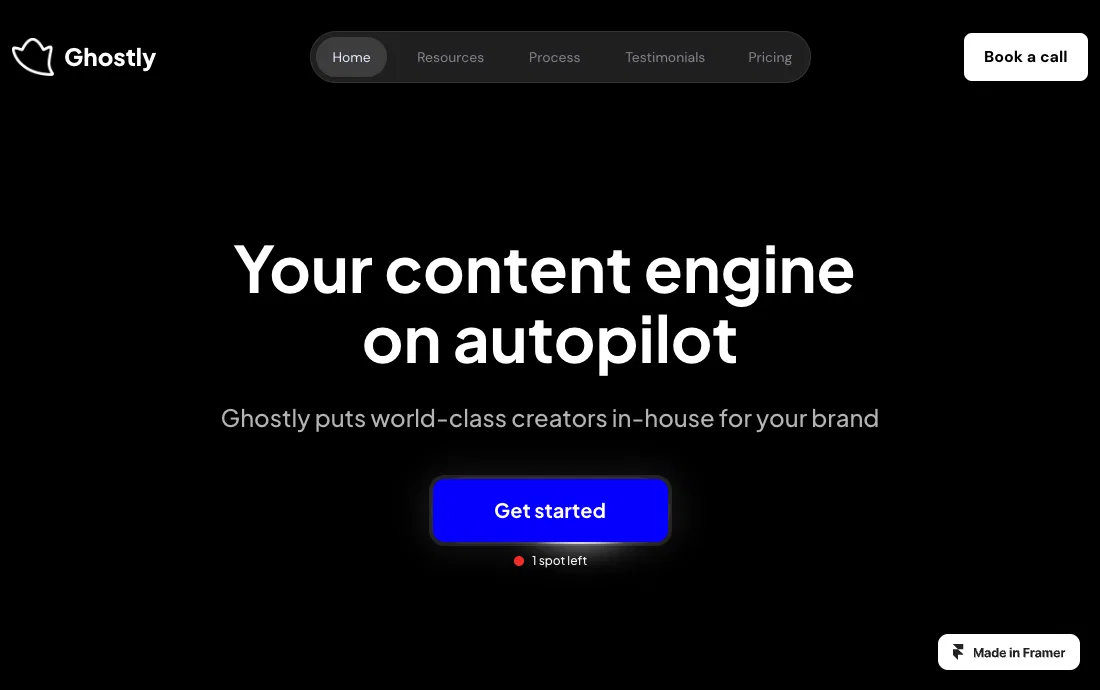 Ghostly
Home
Resources
Process
Testimonials
Pricing
Book a call
Your content engine
on autopilot
Ghostly puts world-class creators in-house for your brand
Get started
1 spot left
Made in Framer